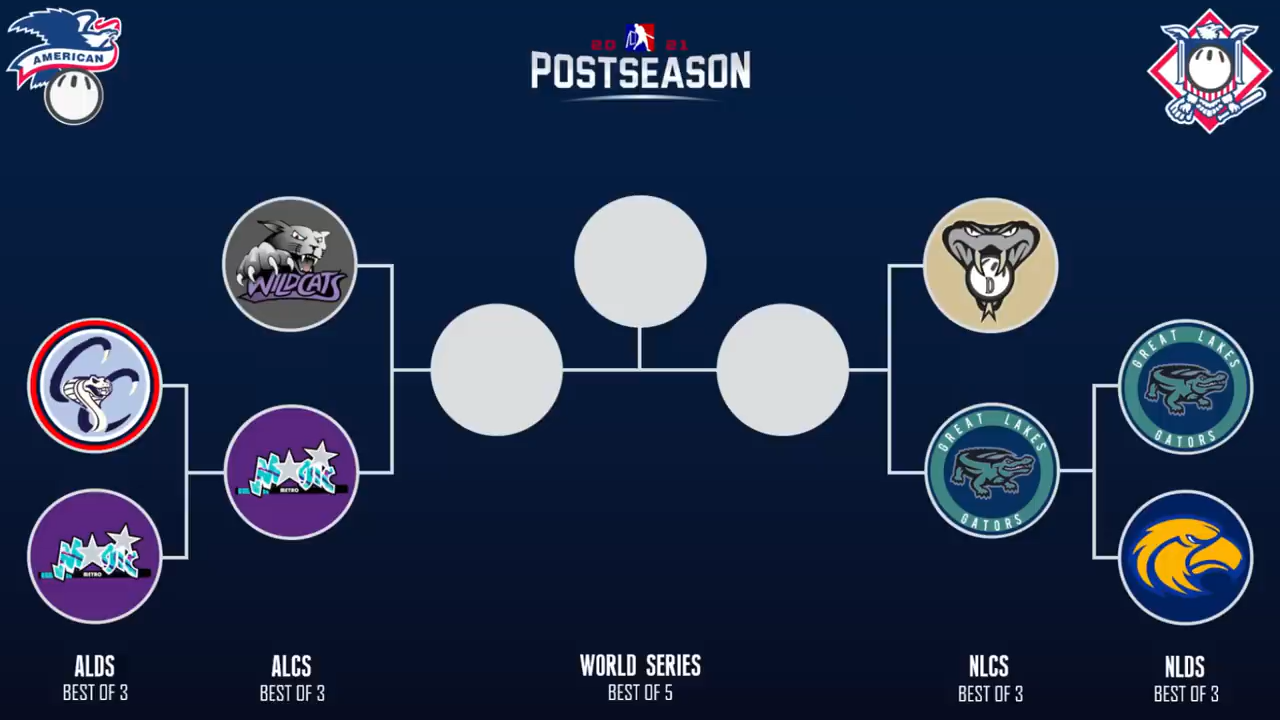 AMERICAN
20 21
POSTSEASON
WILDCATS
D
GREAT LAKES
GATORS
C C
METRO
GREAT LAKES
GATORS
METRO
ALDS
BEST OF 3
ALCS
BEST OF 3
WORLD SERIES
BEST OF 5
NLCS
BEST OF 3
NLDS
BEST OF 3